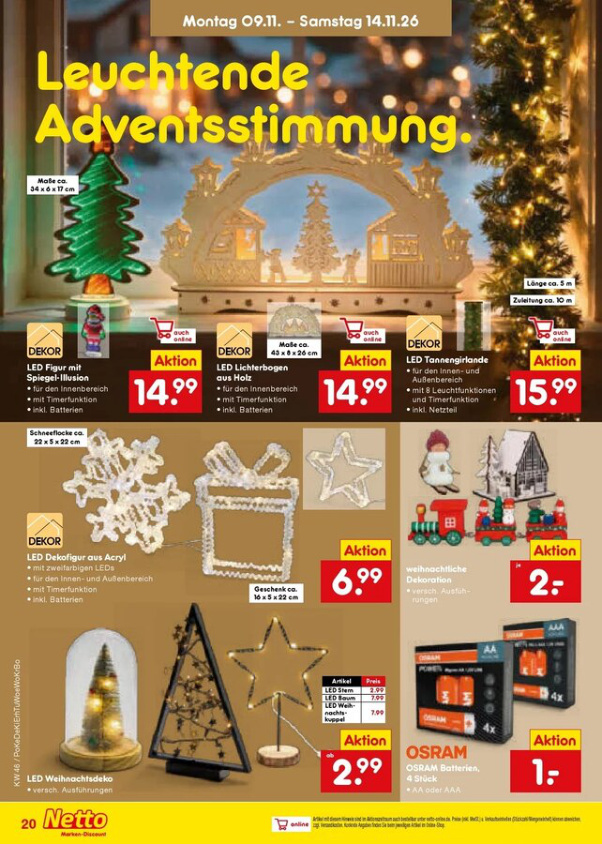 Montag 09.11. – Samstag 14.11.26
Leuchtende
Adventsstimmung.
Maße ca.
34 x 6 x 17 cm
Länge ca. 5 m
Zuleitung ca. 10 m
DEKOR
auch
online
LED Figur mit
Spiegel-Illusion
• für den Innenbereich
• mit Timerfunktion
• inkl. Batterien
Aktion
14.99
DEKOR
Maße ca.
43 x 8 x 26 cm
auch
online
LED Lichterbogen
aus Holz
• für den Innenbereich
• mit Timerfunktion
• inkl. Batterien
Aktion
14.99
DEKOR
auch
online
LED Tannengirlande
• für den Innen- und
Außenbereich
• mit 8 Leuchtfunktionen
und Timerfunktion
• inkl. Netzteil
Aktion
15.99
Schneeflocke ca.
22 x 5 x 22 cm
DEKOR
LED Dekofigur aus Acryl
• mit zweifarbigen LEDs
• für den Innen- und Außenbereich
• mit Timerfunktion
• inkl. Batterien
Geschenk ca.
16 x 5 x 22 cm
Aktion
6.99
weihnachtliche
Dekoration
• versch. Ausfüh-
rungen
Aktion
je
2.-
LED Weihnachtsdeko
• versch. Ausführungen
Artikel Preis
LED Stern 2.99
LED Baum 7.99
LED Weih-
nachts-
kuppel 7.99
Aktion
ab
2.99
OSRAM
POWER
AA
4x
OSRAM
AAA
4x
OSRAM
OSRAM Batterien,
4 Stück
• AA oder AAA
Aktion
1.-
20
Netto
Marken-Discount
online